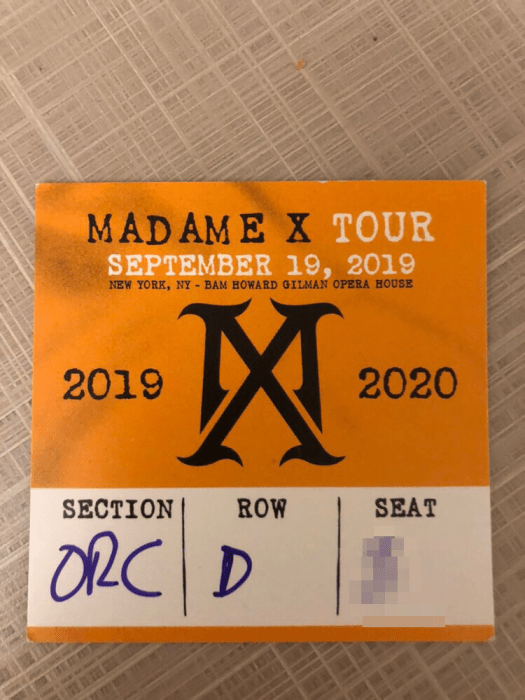 MADAME X TOUR
SEPTEMBER 19, 2019
NEW YORK, NY - BAM HOWARD GILMAN OPERA HOUSE
2019 MX 2020
SECTION ROW SEAT
ORC D